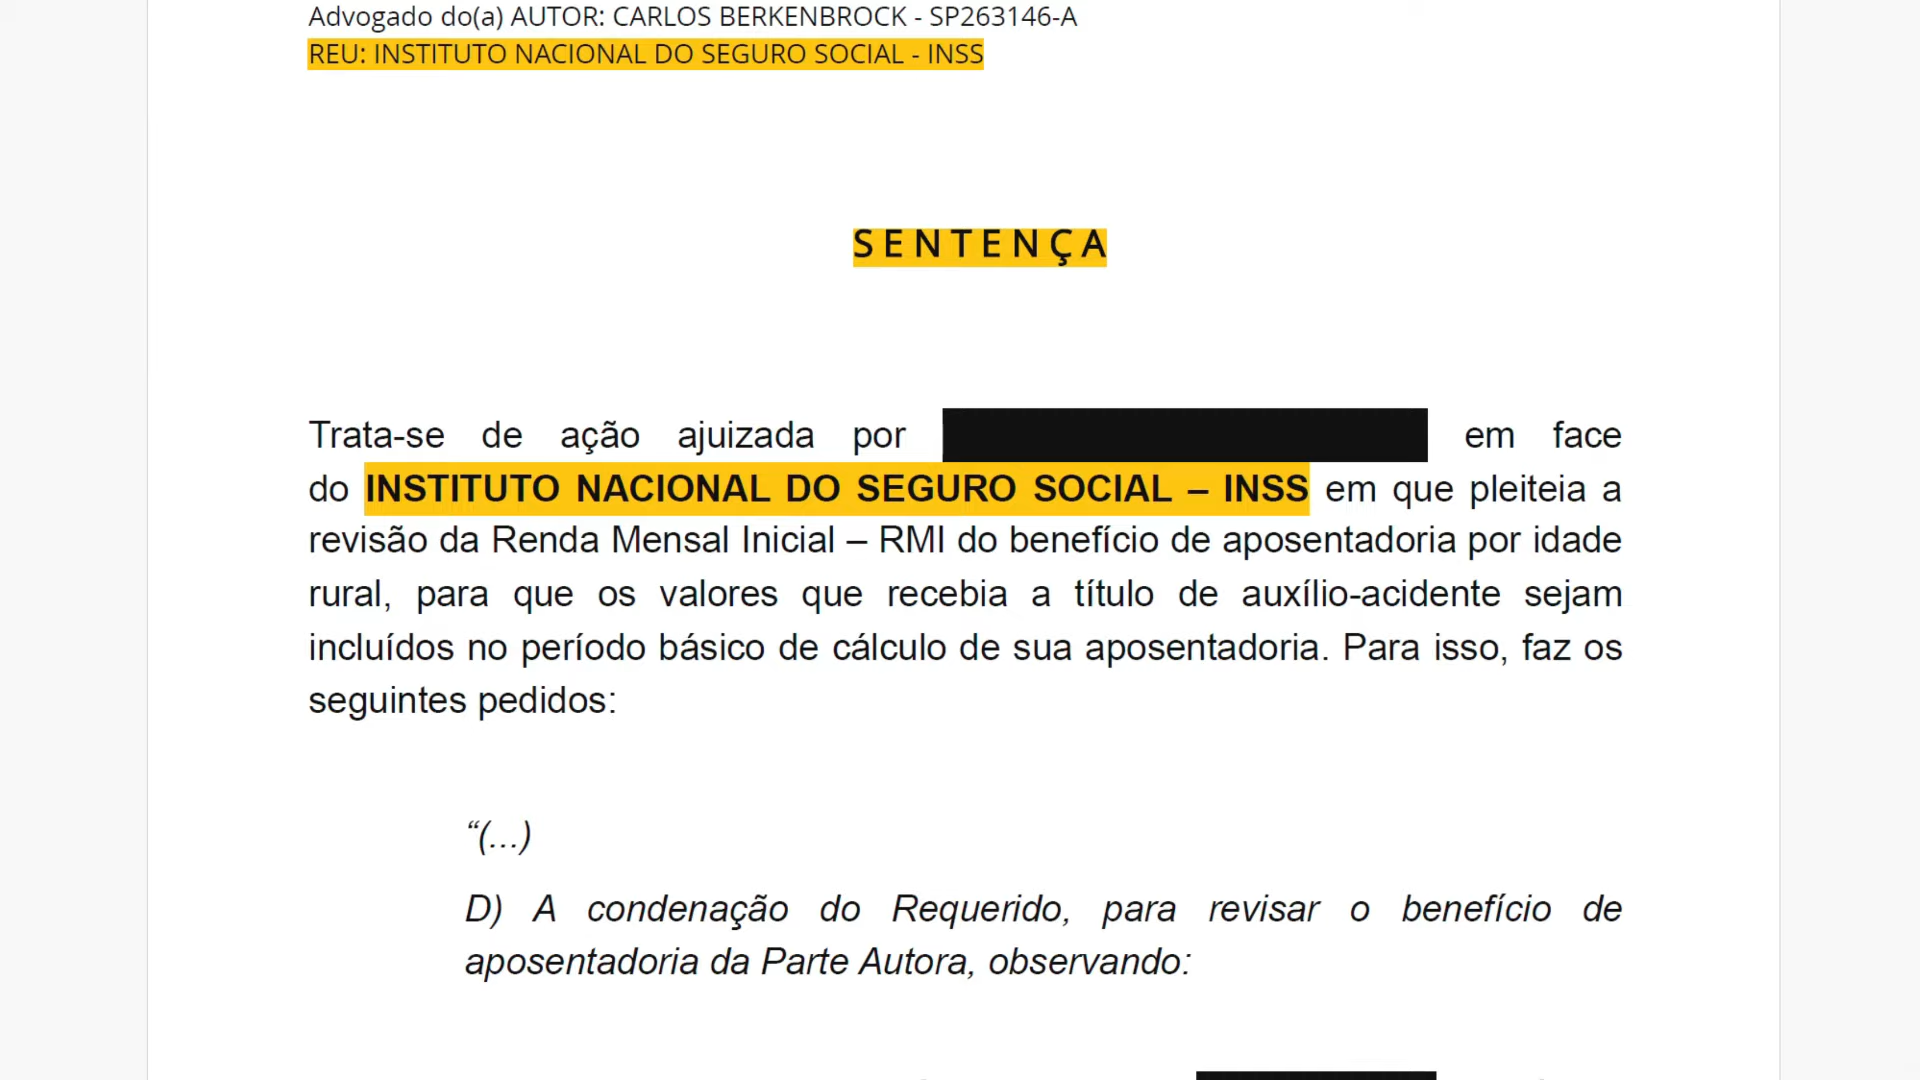 Advogado do(a) AUTOR: CARLOS BERKENBROCK - SP263146-A
REU: INSTITUTO NACIONAL DO SEGURO SOCIAL - INSS
S E N T E N Ç A
Trata-se de ação ajuizada por em face
do INSTITUTO NACIONAL DO SEGURO SOCIAL – INSS em que pleiteia a
revisão da Renda Mensal Inicial – RMI do benefício de aposentadoria por idade
rural, para que os valores que recebia a título de auxílio-acidente sejam
incluídos no período básico de cálculo de sua aposentadoria. Para isso, faz os
seguintes pedidos:
“(...)
D) A condenação do Requerido, para revisar o benefício de
aposentadoria da Parte Autora, observando: